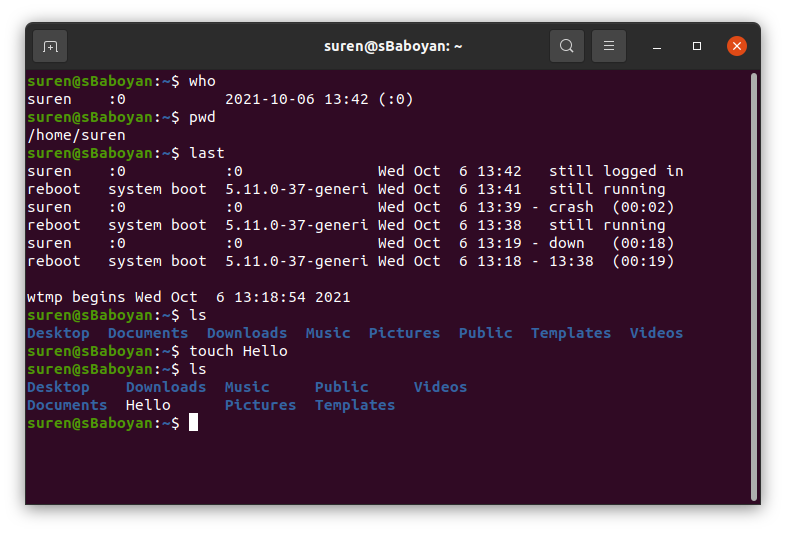 suren@sBaboyan: ~
suren@sBaboyan:~$ who
suren    :0           2021-10-06 13:42 (:0)
suren@sBaboyan:~$ pwd
/home/suren
suren@sBaboyan:~$ last
suren    :0           :0               Wed Oct  6 13:42   still logged in
reboot   system boot  5.11.0-37-generi Wed Oct  6 13:41   still running
suren    :0           :0               Wed Oct  6 13:39 - crash  (00:02)
reboot   system boot  5.11.0-37-generi Wed Oct  6 13:38   still running
suren    :0           :0               Wed Oct  6 13:19 - down   (00:18)
reboot   system boot  5.11.0-37-generi Wed Oct  6 13:18 - 13:38  (00:19)

wtmp begins Wed Oct  6 13:18:54 2021
suren@sBaboyan:~$ ls
Desktop  Documents  Downloads  Music  Pictures  Public  Templates  Videos
suren@sBaboyan:~$ touch Hello
suren@sBaboyan:~$ ls
Desktop    Downloads  Music     Public     Videos
Documents  Hello      Pictures  Templates
suren@sBaboyan:~$